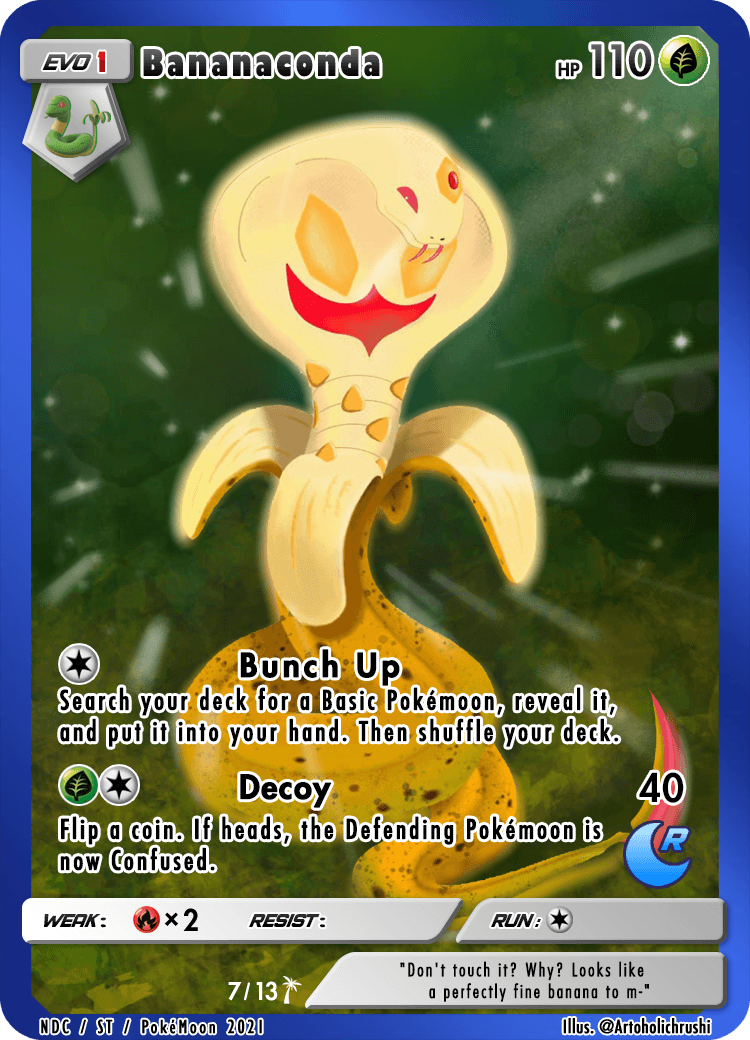 EVO 1 Bananaconda HP 110
Bunch Up
Search your deck for a Basic Pokémoon, reveal it,
and put it into your hand. Then shuffle your deck.
Decoy 40
Flip a coin. If heads, the Defending Pokémoon is
now Confused.
R
WEAK: ×2 RESIST: RUN:
"Don't touch it? Why? Looks like
a perfectly fine banana to m-"
7/13
NDC / ST / PokéMoon 2021 Illus. @Artoholichrushi